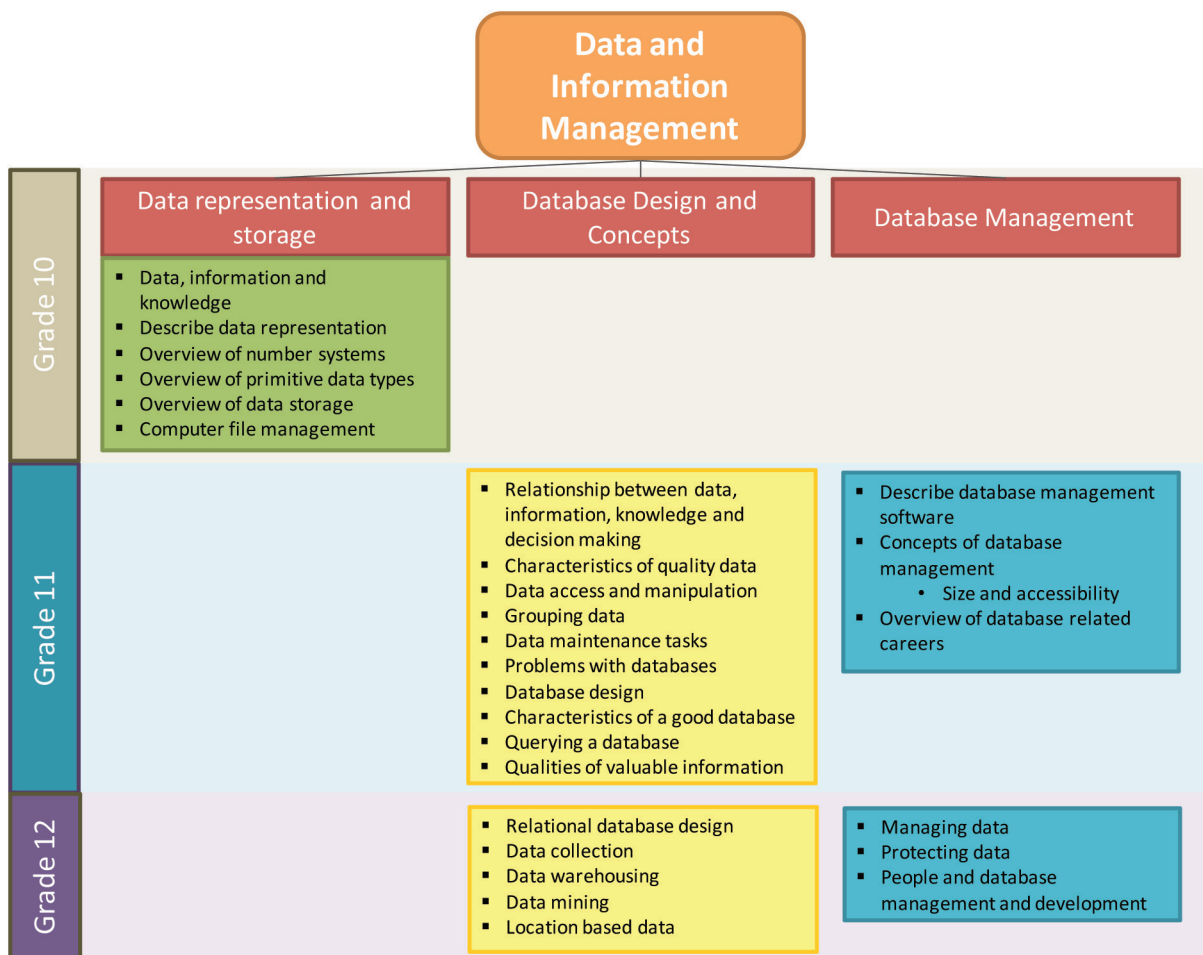 Data and
Information
Management
Data representation and
storage
Database Design and
Concepts
Database Management
Grade 10
▪ Data, information and
knowledge
▪ Describe data representation
▪ Overview of number systems
▪ Overview of primitive data types
▪ Overview of data storage
▪ Computer file management
Grade 11
▪ Relationship between data,
information, knowledge and
decision making
▪ Characteristics of quality data
▪ Data access and manipulation
▪ Grouping data
▪ Data maintenance tasks
▪ Problems with databases
▪ Database design
▪ Characteristics of a good database
▪ Querying a database
▪ Qualities of valuable information
▪ Describe database management
software
▪ Concepts of database
management
• Size and accessibility
▪ Overview of database related
careers
Grade 12
▪ Relational database design
▪ Data collection
▪ Data warehousing
▪ Data mining
▪ Location based data
▪ Managing data
▪ Protecting data
▪ People and database
management and development